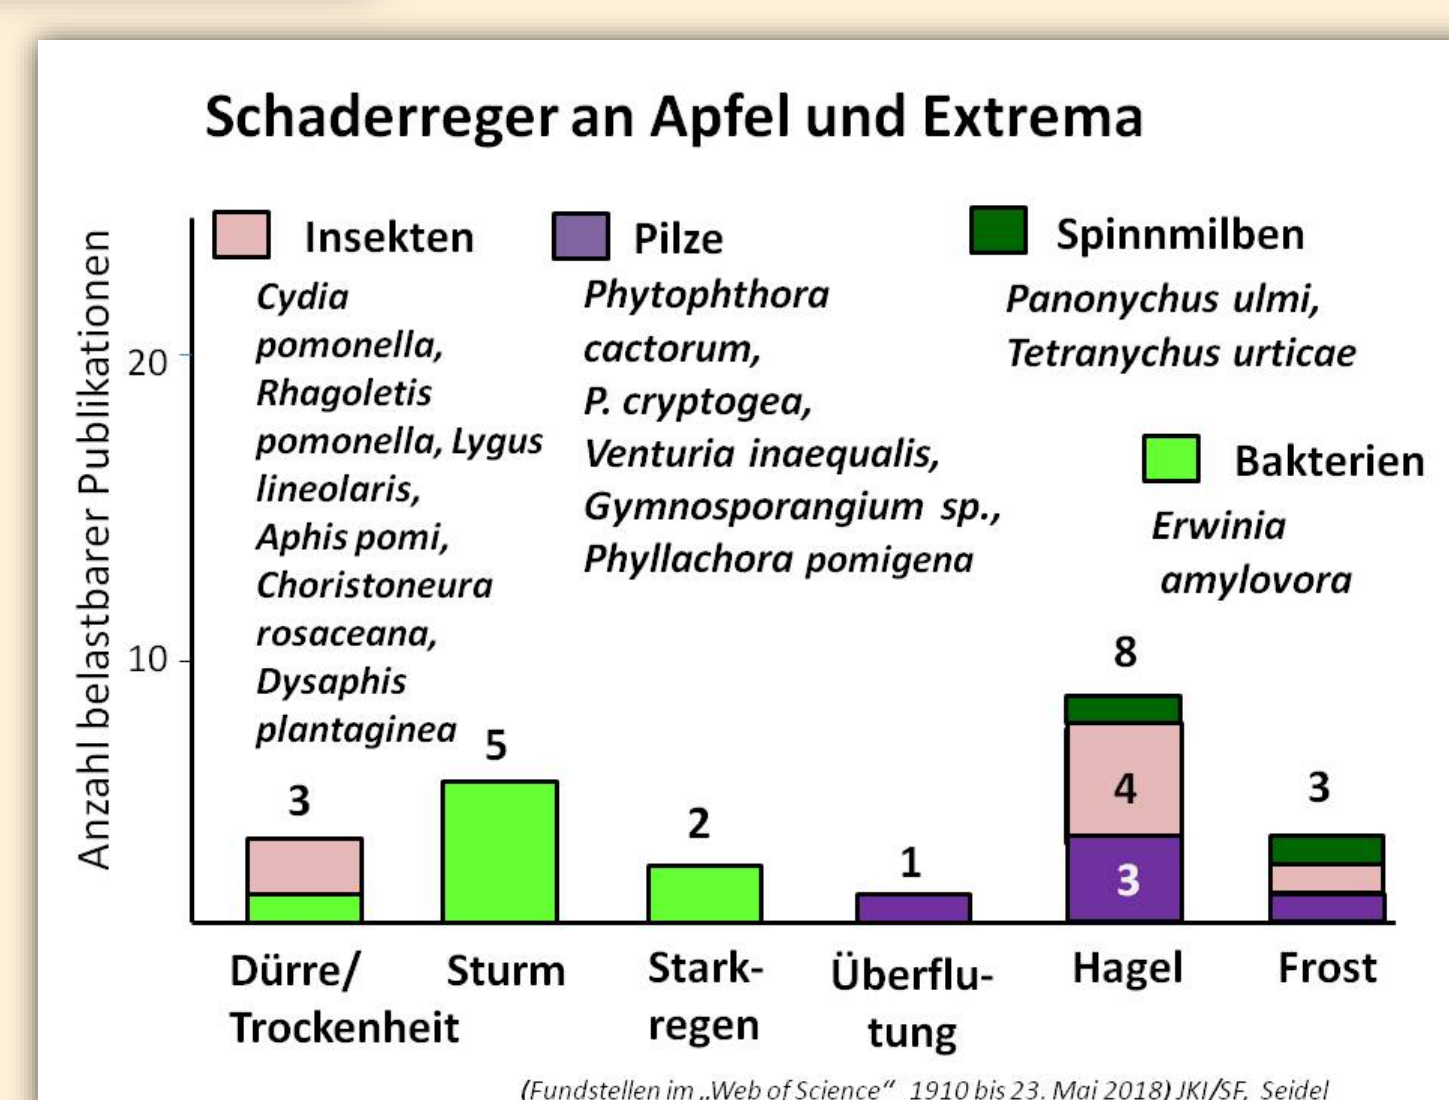 Schaderreger an Apfel und Extrema
Anzahl belastbarer Publikationen
20
10
Insekten
Cydia
pomonella,
Rhagoletis
pomonella, Lygus
lineolaris,
Aphis pomi,
Choristoneura
rosaceana,
Dysaphis
plantaginea
Pilze
Phytophthora
cactorum,
P. cryptogea,
Venturia inaequalis,
Gymnosporangium sp.,
Phyllachora pomigena
Spinnmilben
Panonychus ulmi,
Tetranychus urticae
Bakterien
Erwinia
amylovora
3
5
2
1
8
4
3
3
Dürre/
Trockenheit
Sturm
Stark-
regen
Überflu-
tung
Hagel
Frost
(Fundstellen im „Web of Science“ 1910 bis 23. Mai 2018) JKI/SF, Seidel